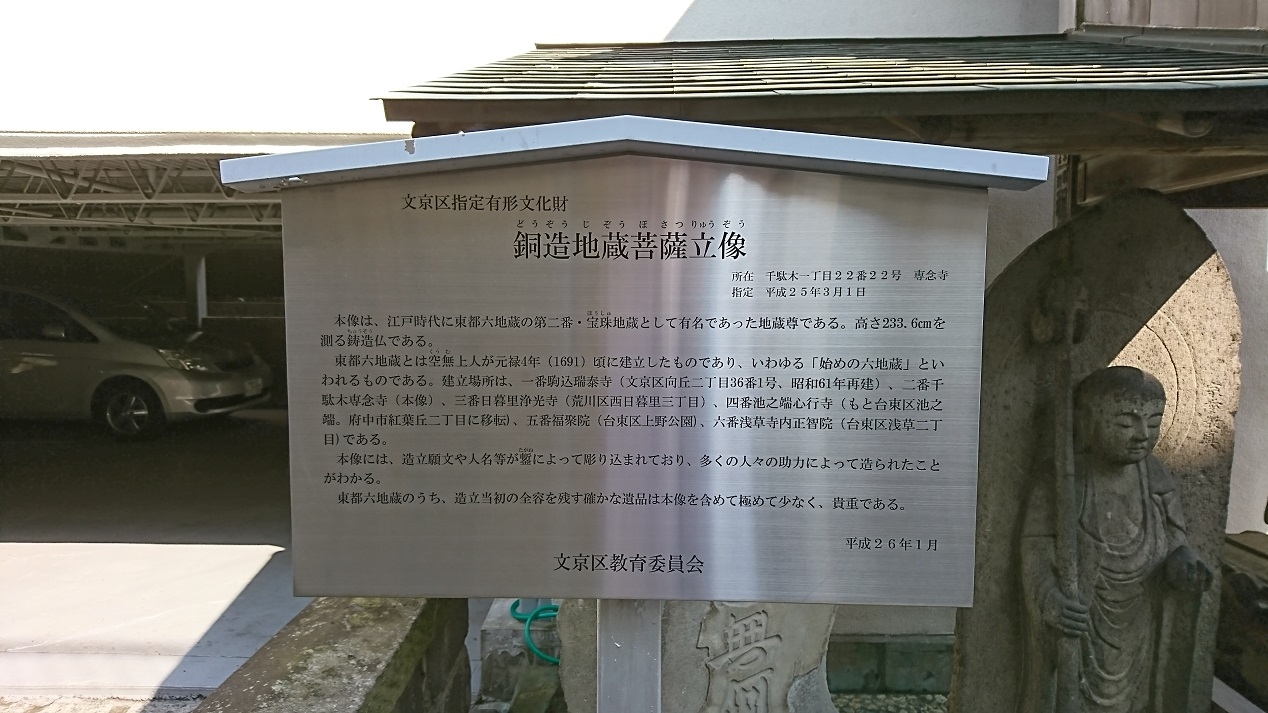 文京区指定有形文化財
どうぞうじぞうぼさつりゅうぞう
銅造地蔵菩薩立像
所在　千駄木一丁目２２番２２号　専念寺
指定　平成２５年３月１日
本像は、江戸時代に東都六地蔵の第二番・宝珠地蔵として有名であった地蔵尊である。高さ233.6㎝を
測る鋳造仏である。
東都六地蔵とは空無上人が元禄4年（1691）頃に建立したものであり、いわゆる「始めの六地蔵」とい
われるものである。建立場所は、一番駒込瑞泰寺（文京区向丘二丁目36番1号、昭和61年再建）、二番千
駄木専念寺（本像）、三番日暮里浄光寺（荒川区西日暮里三丁目）、四番池之端心行寺（もと台東区池之
端。府中市紅葉丘二丁目に移転）、五番福聚院（台東区上野公園）、六番浅草寺内正智院（台東区浅草二丁
目）である。
本像には、造立願文や人名等が鏨によって彫り込まれており、多くの人々の助力によって造られたこと
がわかる。
東都六地蔵のうち、造立当初の全容を残す確かな遺品は本像を含めて極めて少なく、貴重である。
平成２６年１月
文京区教育委員会